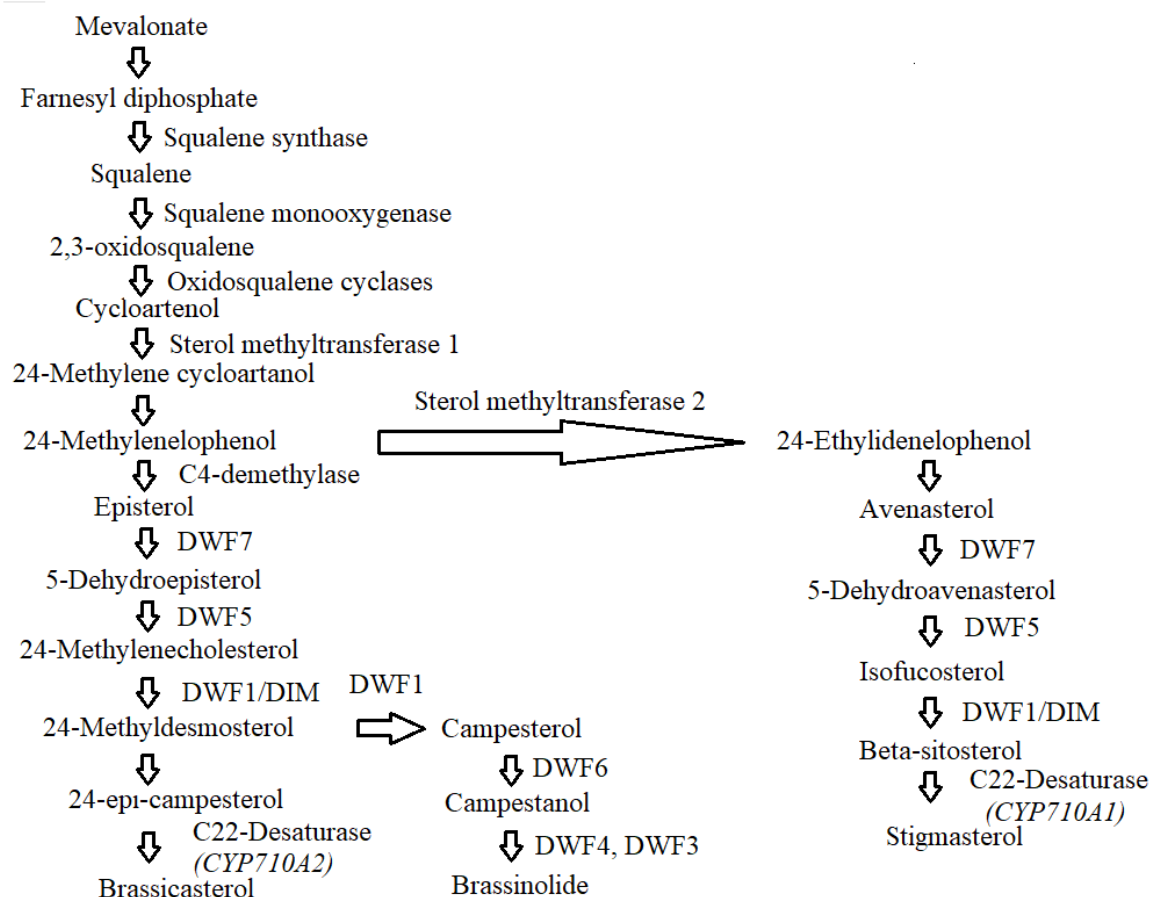 Mevalonate
Farnesyl diphosphate
Squalene synthase
Squalene
Squalene monooxygenase
2,3-oxidosqualene
Oxidosqualene cyclases
Cycloartenol
Sterol methyltransferase 1
24-Methylene cycloartanol
Sterol methyltransferase 2
24-Methylenelophenol
24-Ethylidenelophenol
C4-demethylase
Episterol
Avenasterol
DWF7
DWF7
5-Dehydroepisterol
5-Dehydroavenasterol
DWF5
DWF5
24-Methylenecholesterol
Isofucosterol
DWF1/DIM
DWF1
DWF1/DIM
24-Methyldesmosterol
Campesterol
Beta-sitosterol
DWF6
C22-Desaturase
(CYP710A1)
24-epi-campesterol
Campestanol
Stigmasterol
C22-Desaturase
(CYP710A2)
DWF4, DWF3
Brassicasterol
Brassinolide